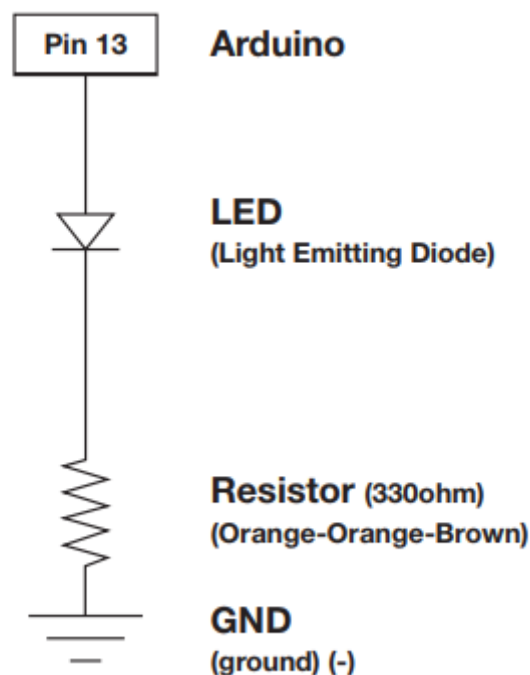 Pin 13
Arduino
LED
(Light Emitting Diode)
Resistor (330ohm)
(Orange-Orange-Brown)
GND
(ground) (-)